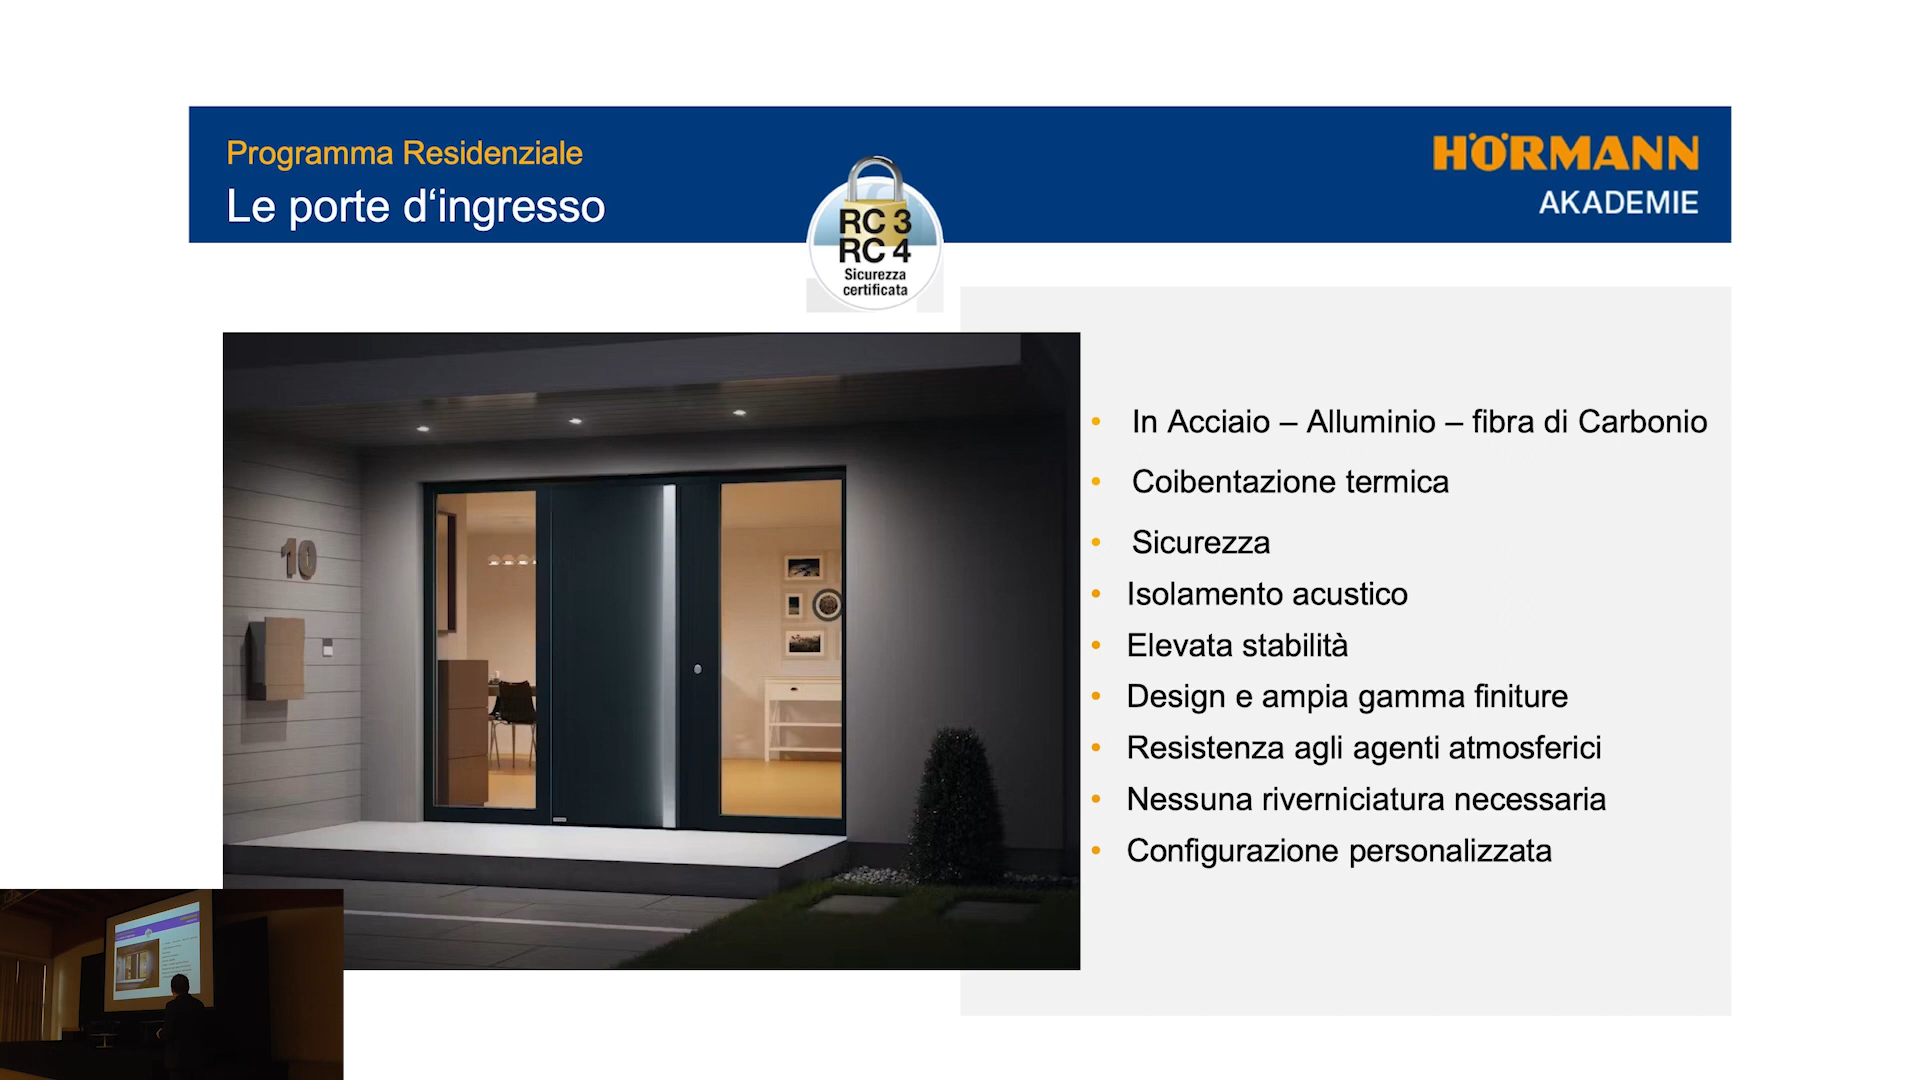 Programma Residenziale
Le porte d‘ingresso
HÖRMANN
AKADEMIE
RC 3
RC 4
Sicurezza
certificata
10
• In Acciaio – Alluminio – fibra di Carbonio
• Coibentazione termica
• Sicurezza
• Isolamento acustico
• Elevata stabilità
• Design e ampia gamma finiture
• Resistenza agli agenti atmosferici
• Nessuna riverniciatura necessaria
• Configurazione personalizzata